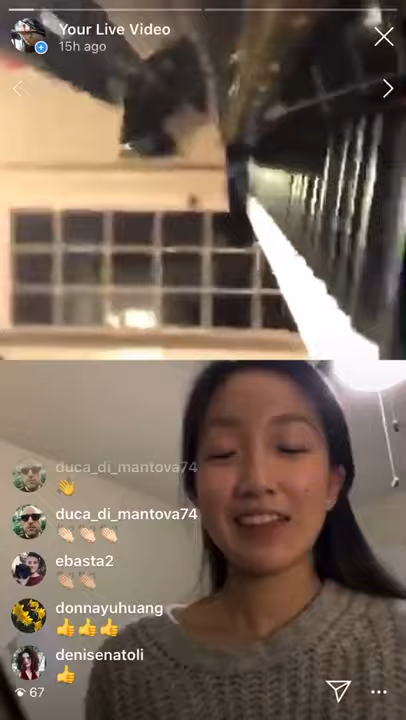 Your Live Video
15h ago
duca_di_mantova74
👋
duca_di_mantova74
👏🏻👏🏻👏🏻
ebasta2
👏🏻👏🏻
donnayuhuang
👍👍👍
denisenatoli
👍
67